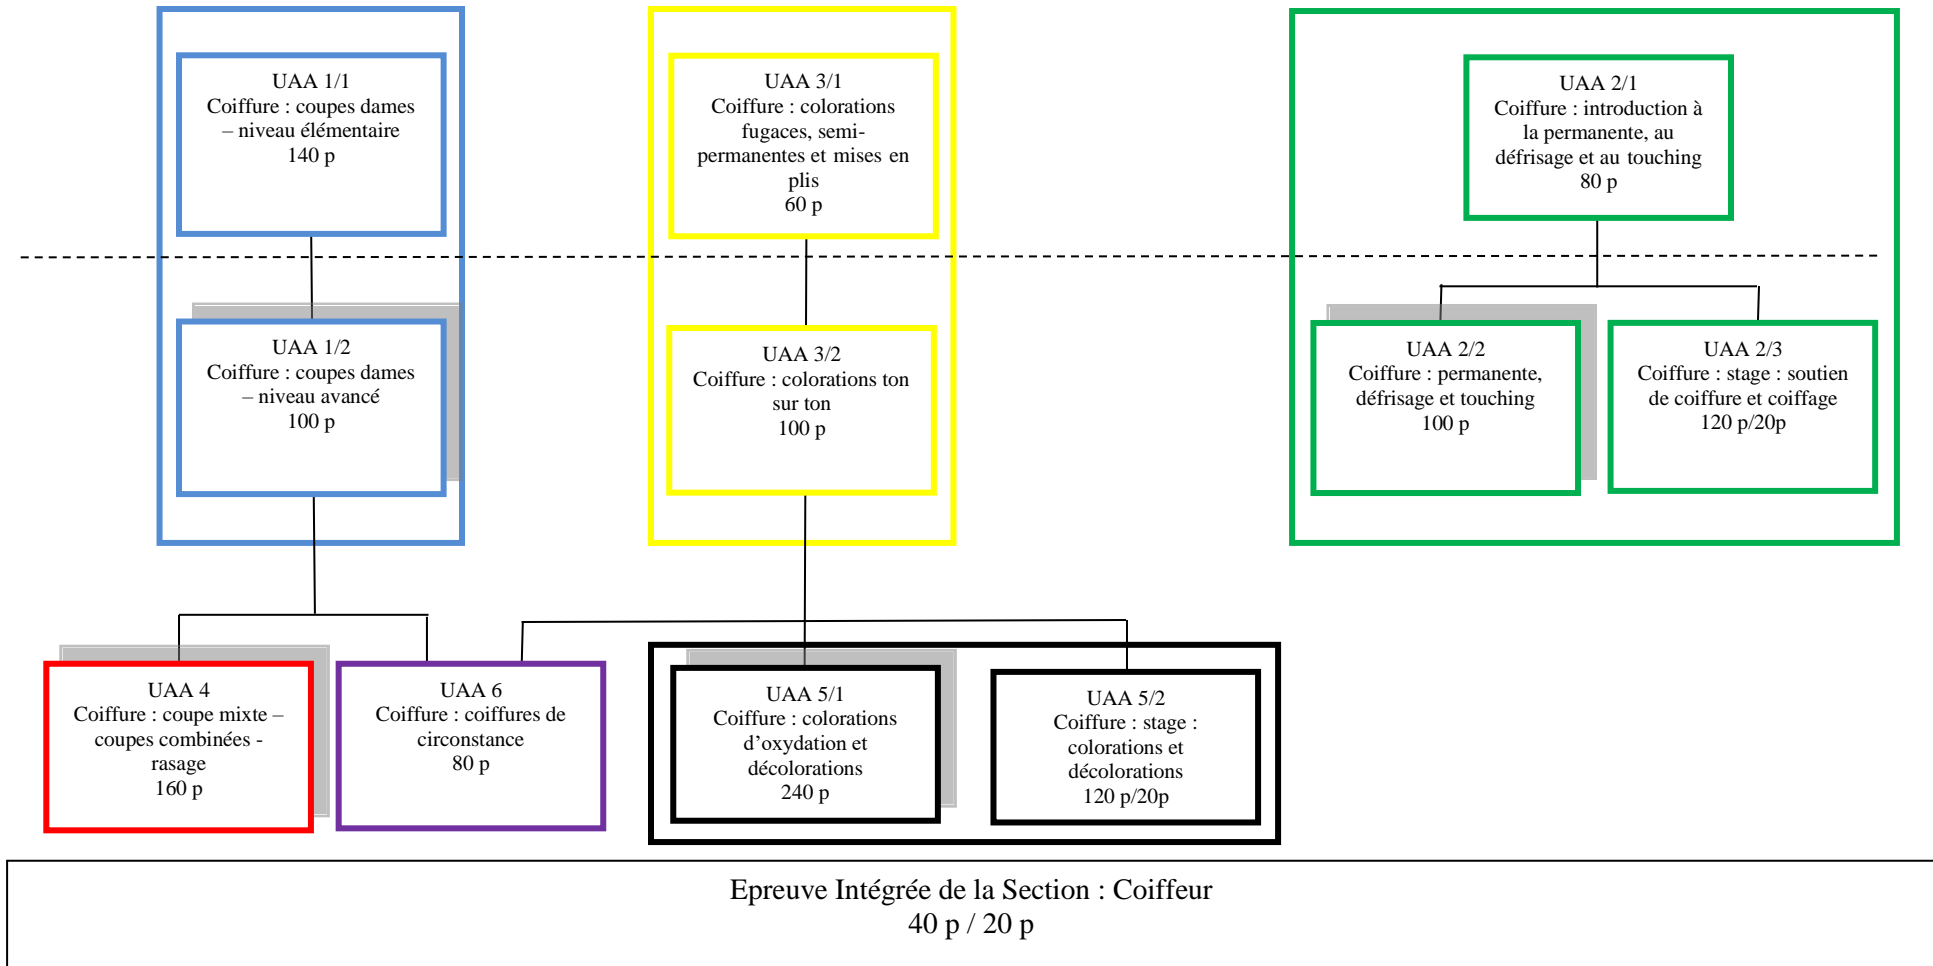 UAA 1/1
Coiffure : coupes dames
– niveau élémentaire
140 p
UAA 3/1
Coiffure : colorations
fugaces, semi-
permanentes et mises en
plis
60 p
UAA 2/1
Coiffure : introduction à
la permanente, au
défrisage et au touching
80 p
UAA 1/2
Coiffure : coupes dames
– niveau avancé
100 p
UAA 3/2
Coiffure : colorations ton
sur ton
100 p
UAA 2/2
Coiffure : permanente,
défrisage et touching
100 p
UAA 2/3
Coiffure : stage : soutien
de coiffure et coiffage
120 p/20p
UAA 4
Coiffure : coupe mixte –
coupes combinées -
rasage
160 p
UAA 6
Coiffure : coiffures de
circonstance
80 p
UAA 5/1
Coiffure : colorations
d’oxydation et
décolorations
240 p
UAA 5/2
Coiffure : stage :
colorations et
décolorations
120 p/20p
Epreuve Intégrée de la Section : Coiffeur
40 p / 20 p